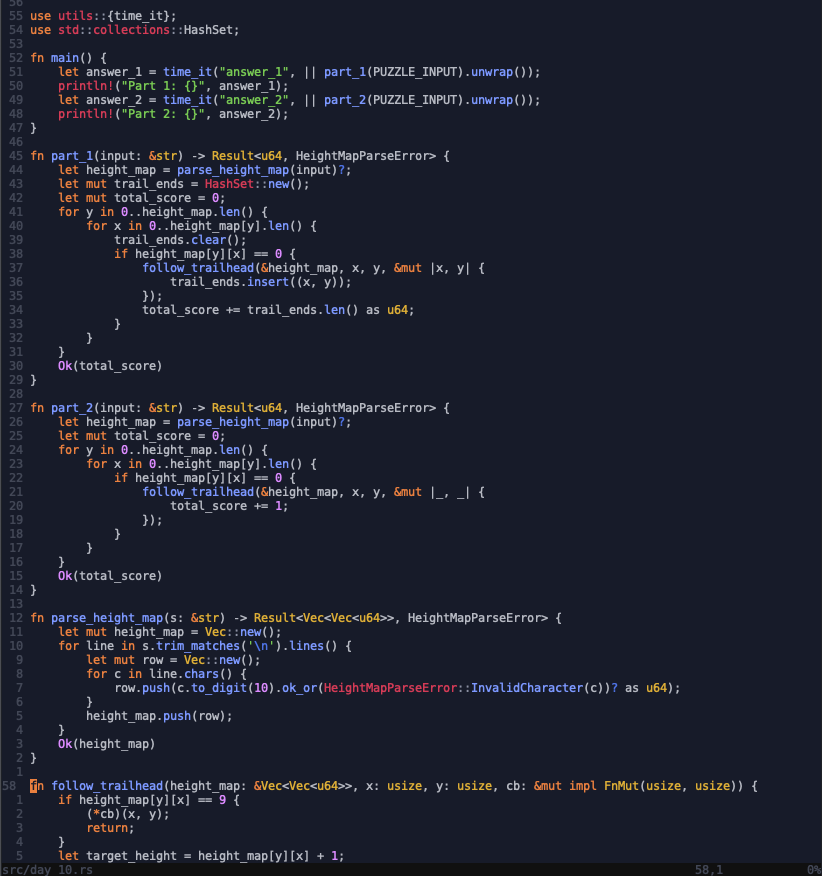 56
55 use utils::{time_it};
54 use std::collections::HashSet;
53
52 fn main() {
51     let answer_1 = time_it("answer_1", || part_1(PUZZLE_INPUT).unwrap());
50     println!("Part 1: {}", answer_1);
49     let answer_2 = time_it("answer_2", || part_2(PUZZLE_INPUT).unwrap());
48     println!("Part 2: {}", answer_2);
47 }
46
45 fn part_1(input: &str) -> Result<u64, HeightMapParseError> {
44     let height_map = parse_height_map(input)?;
43     let mut trail_ends = HashSet::new();
42     let mut total_score = 0;
41     for y in 0..height_map.len() {
40         for x in 0..height_map[y].len() {
39             trail_ends.clear();
38             if height_map[y][x] == 0 {
37                 follow_trailhead(&height_map, x, y, &mut |x, y| {
36                     trail_ends.insert((x, y));
35                 });
34                 total_score += trail_ends.len() as u64;
33             }
32         }
31     }
30     Ok(total_score)
29 }
28
27 fn part_2(input: &str) -> Result<u64, HeightMapParseError> {
26     let height_map = parse_height_map(input)?;
25     let mut total_score = 0;
24     for y in 0..height_map.len() {
23         for x in 0..height_map[y].len() {
22             if height_map[y][x] == 0 {
21                 follow_trailhead(&height_map, x, y, &mut |_, _| {
20                     total_score += 1;
19                 });
18             }
17         }
16     }
15     Ok(total_score)
14 }
13
12 fn parse_height_map(s: &str) -> Result<Vec<Vec<u64>>, HeightMapParseError> {
11     let mut height_map = Vec::new();
10     for line in s.trim_matches('\n').lines() {
9         let mut row = Vec::new();
8         for c in line.chars() {
7             row.push(c.to_digit(10).ok_or(HeightMapParseError::InvalidCharacter(c))? as u64);
6         }
5         height_map.push(row);
4     }
3     Ok(height_map)
2 }
1
58 fn follow_trailhead(height_map: &Vec<Vec<u64>>, x: usize, y: usize, cb: &mut impl FnMut(usize, usize)) {
1     if height_map[y][x] == 9 {
2         (*cb)(x, y);
3         return;
4     }
5     let target_height = height_map[y][x] + 1;
src/day_10.rs 58,1 0%